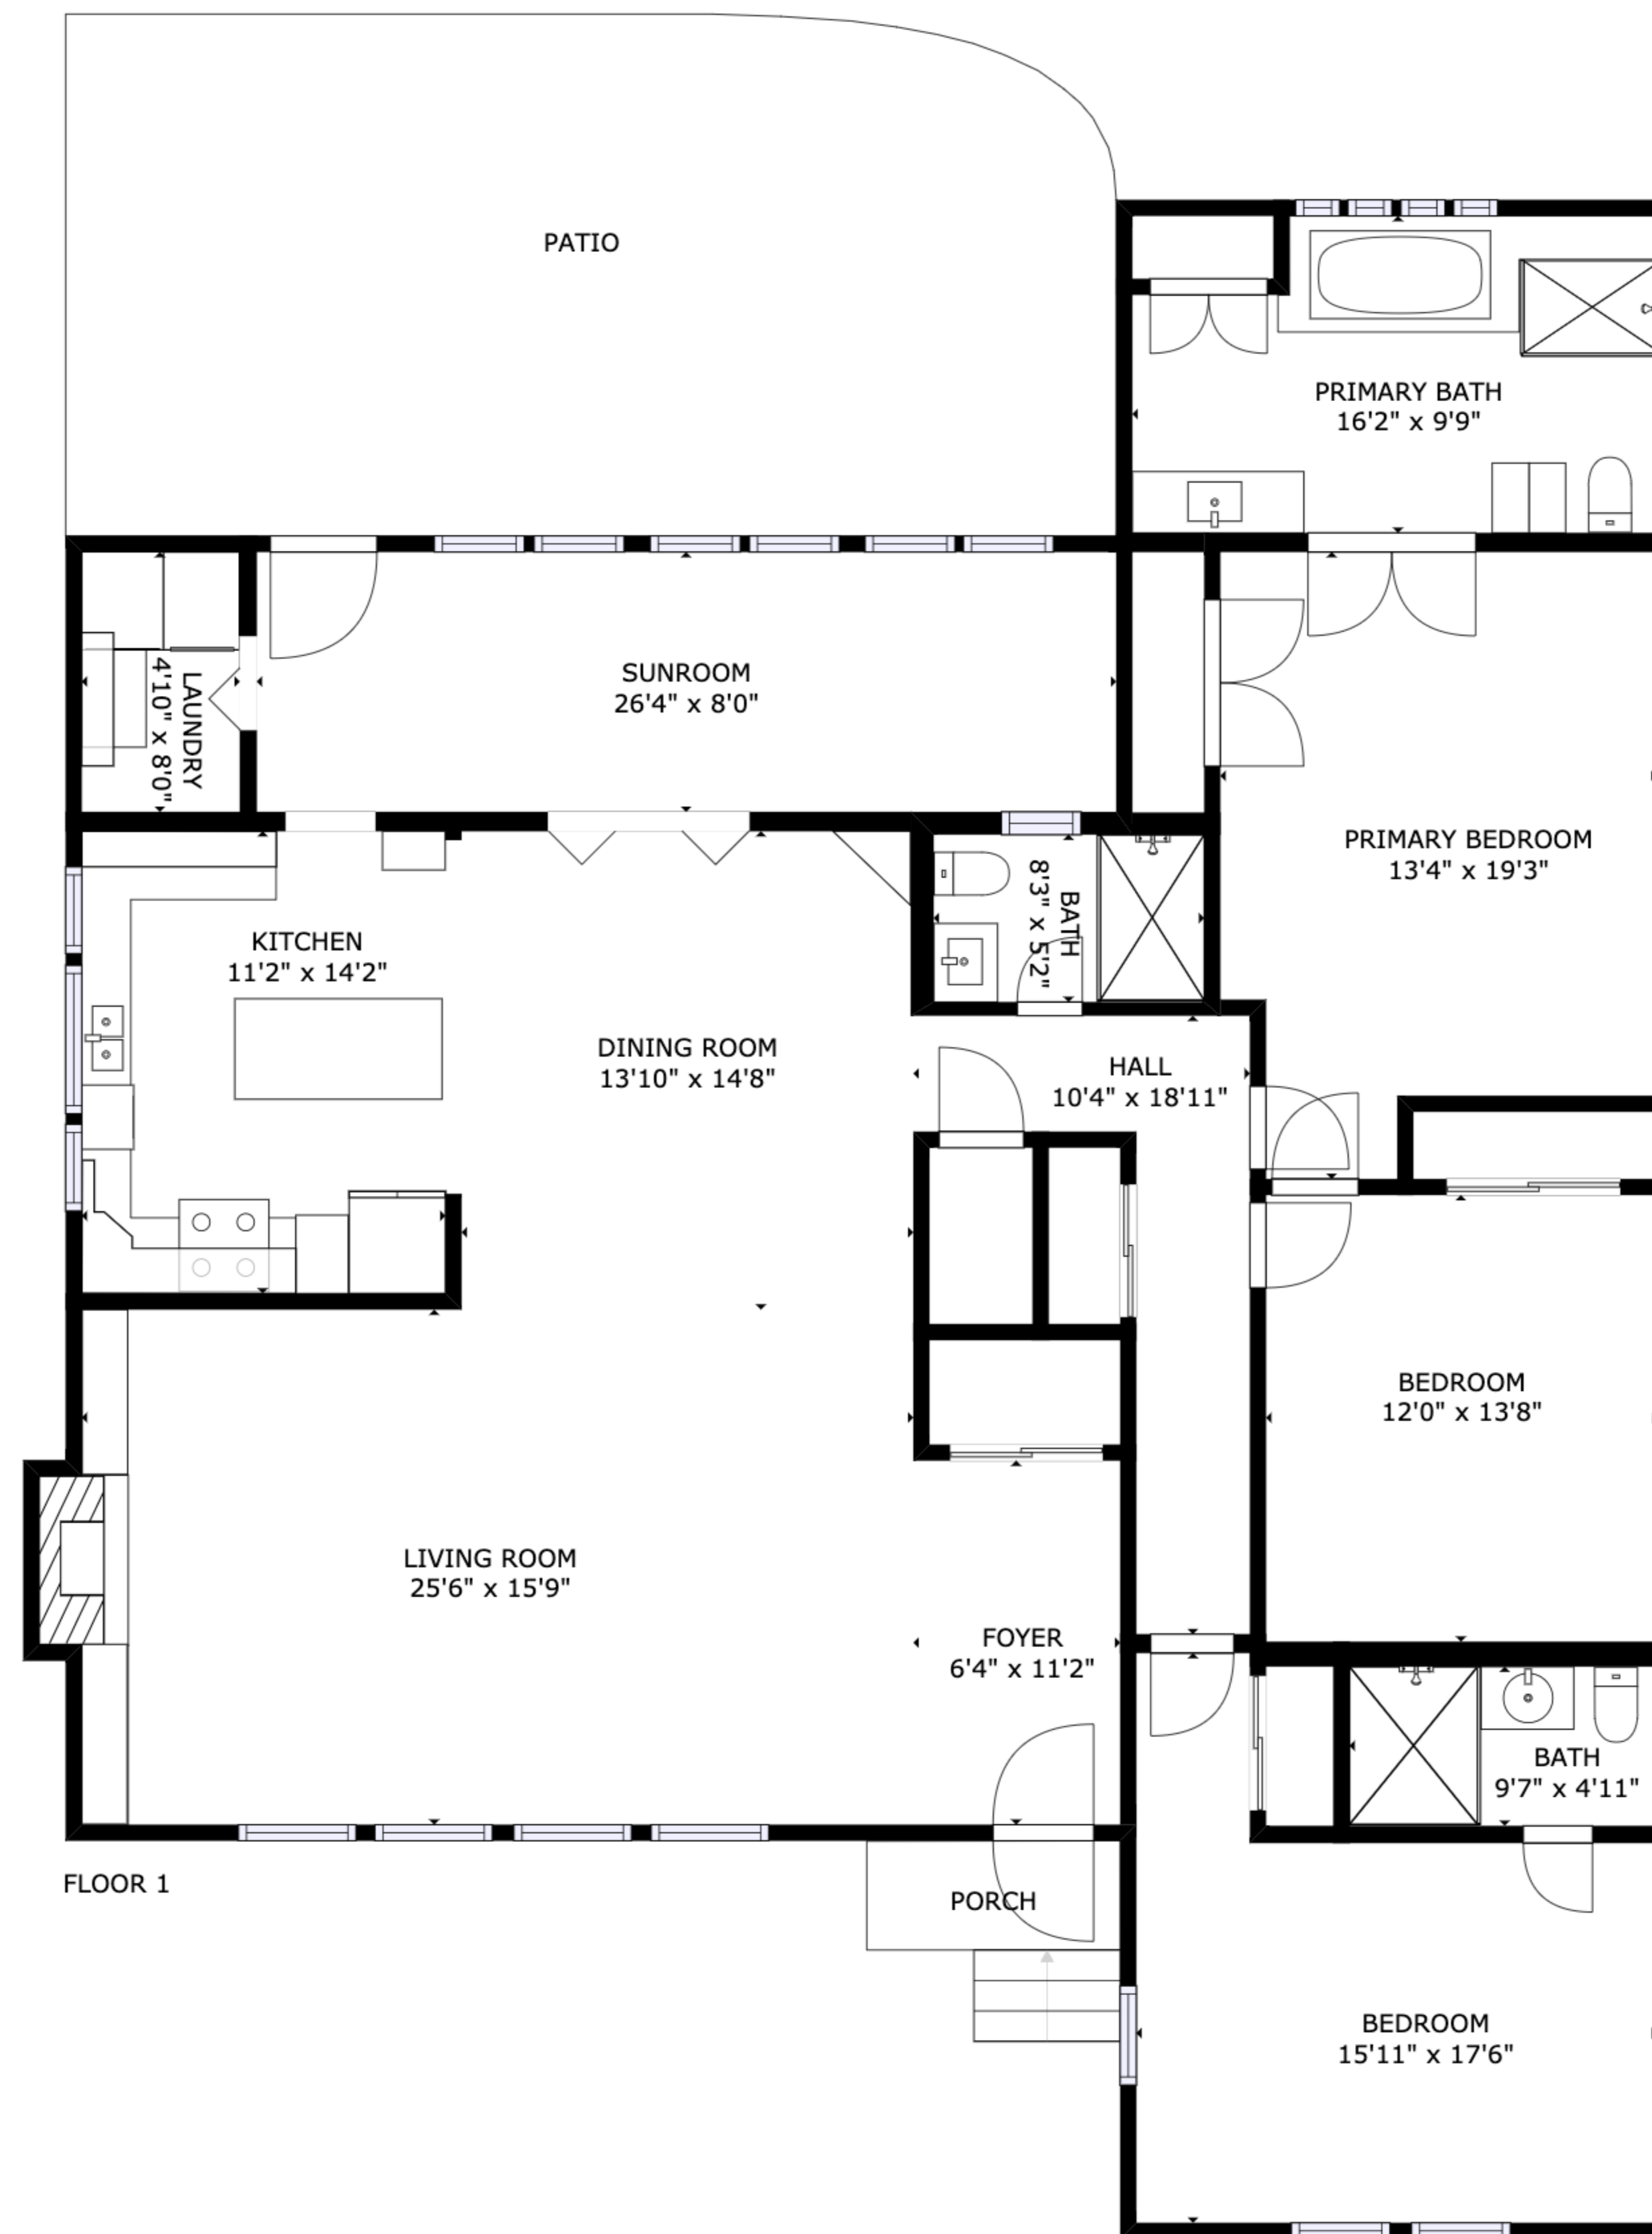 PATIO
PRIMARY BATH
16'2" x 9'9"
SUNROOM
26'4" x 8'0"
LAUNDRY
4'10" x 8'0"
PRIMARY BEDROOM
13'4" x 19'3"
KITCHEN
11'2" x 14'2"
BATH
8'3" x 5'2"
DINING ROOM
13'10" x 14'8"
HALL
10'4" x 18'11"
BEDROOM
12'0" x 13'8"
LIVING ROOM
25'6" x 15'9"
FOYER
6'4" x 11'2"
BATH
9'7" x 4'11"
FLOOR 1
PORCH
BEDROOM
15'11" x 17'6"